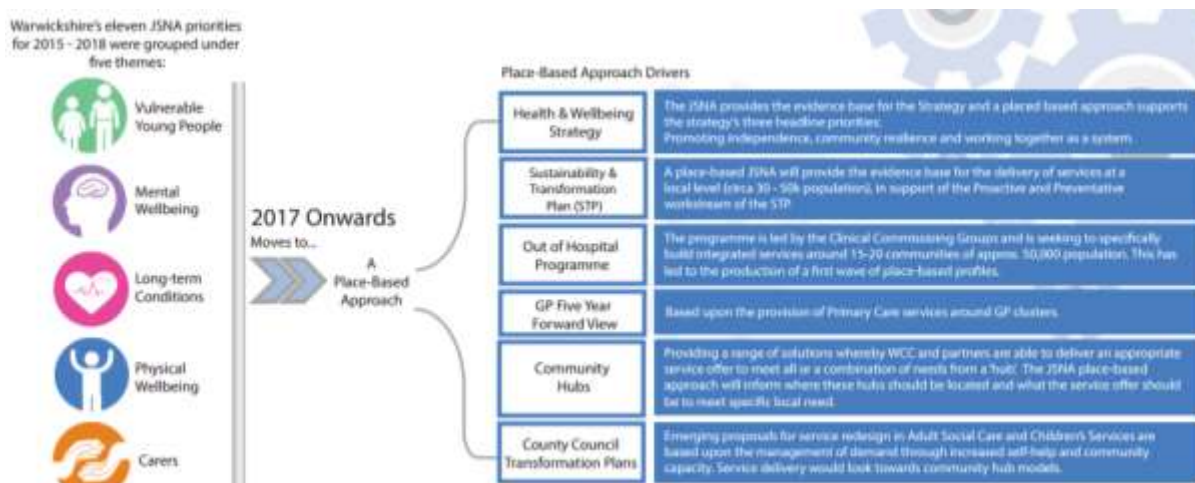 Warwickshire's eleven JSNA priorities
for 2015 - 2018 were grouped under
five themes:
Vulnerable
Young People
Mental
Wellbeing
Long-term
Conditions
Physical
Wellbeing
Carers
2017 Onwards
Moves to...
A
Place-Based
Approach
Place-Based Approach Drivers
Health & Wellbeing
Strategy
The JSNA provides the evidence base for the Strategy and a placed based approach supports
the strategy's three headline priorities:
Promoting independence, community resilience and working together as a system.
Sustainability &
Transformation
Plan (STP)
A place-based JSNA will provide the evidence base for the delivery of services at a
local level (circa 30 - 50k population), in support of the Proactive and Preventative
workstream of the STP.
Out of Hospital
Programme
The programme is led by the Clinical Commissioning Groups and is seeking to specifically
build integrated services around 15-20 communities of approx. 50,000 population. This has
led to the production of a first wave of place-based profiles.
GP Five Year
Forward View
Based upon the provision of Primary Care services around GP clusters.
Community
Hubs
Providing a range of solutions whereby WCC and partners are able to deliver an appropriate
service offer to meet all or a combination of needs from a 'hub'. The JSNA place-based
approach will inform where these hubs should be located and what the service offer should
be to meet specific local need.
County Council
Transformation Plans
Emerging proposals for service redesign in Adult Social Care and Children's Services are
based upon the management of demand through increased self-help and community
capacity. Service delivery would look towards community hub models.